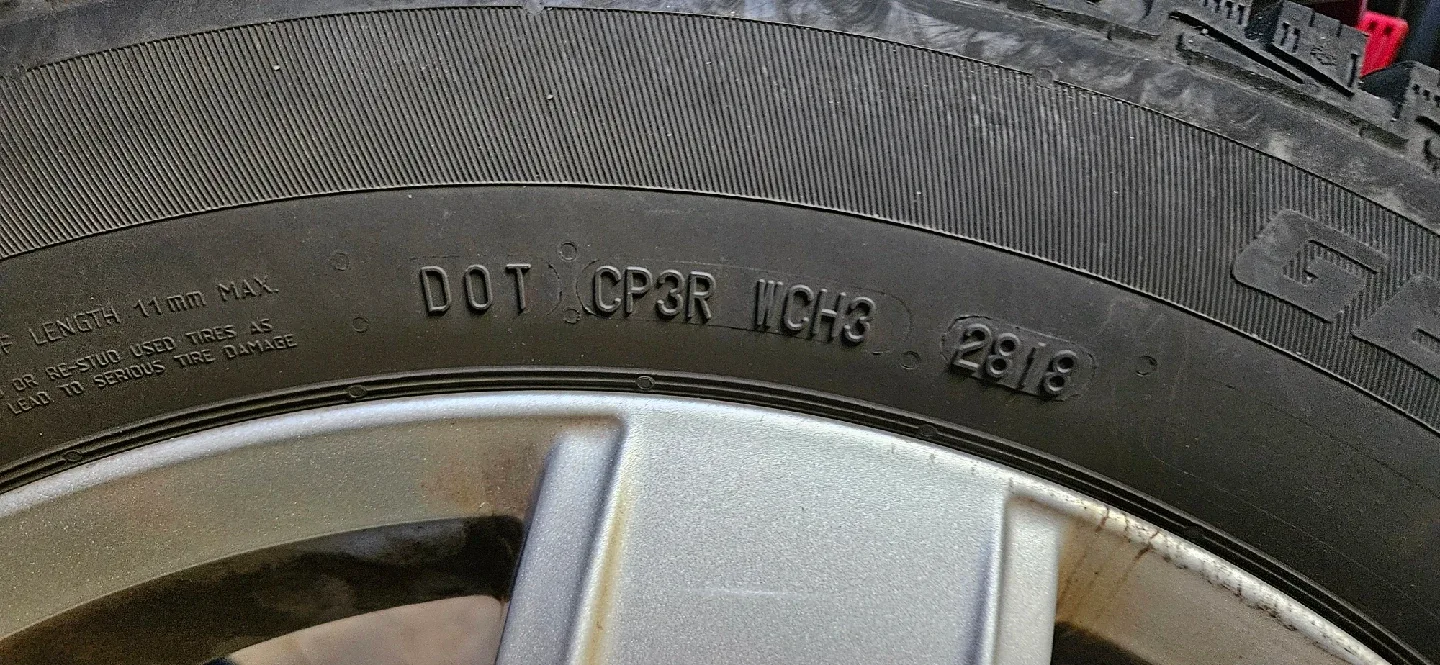 LENGTH 11mm MAX.
OR RE-STUD USED TIRES AS
LEAD TO SERIOUS TIRE DAMAGE
DOT CP3R WCH3 2818